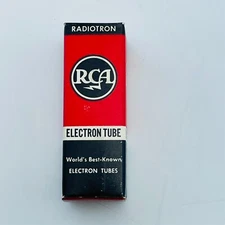 RADIOTRON
RCA
ELECTRON TUBE
World's Best-Known
ELECTRON TUBES